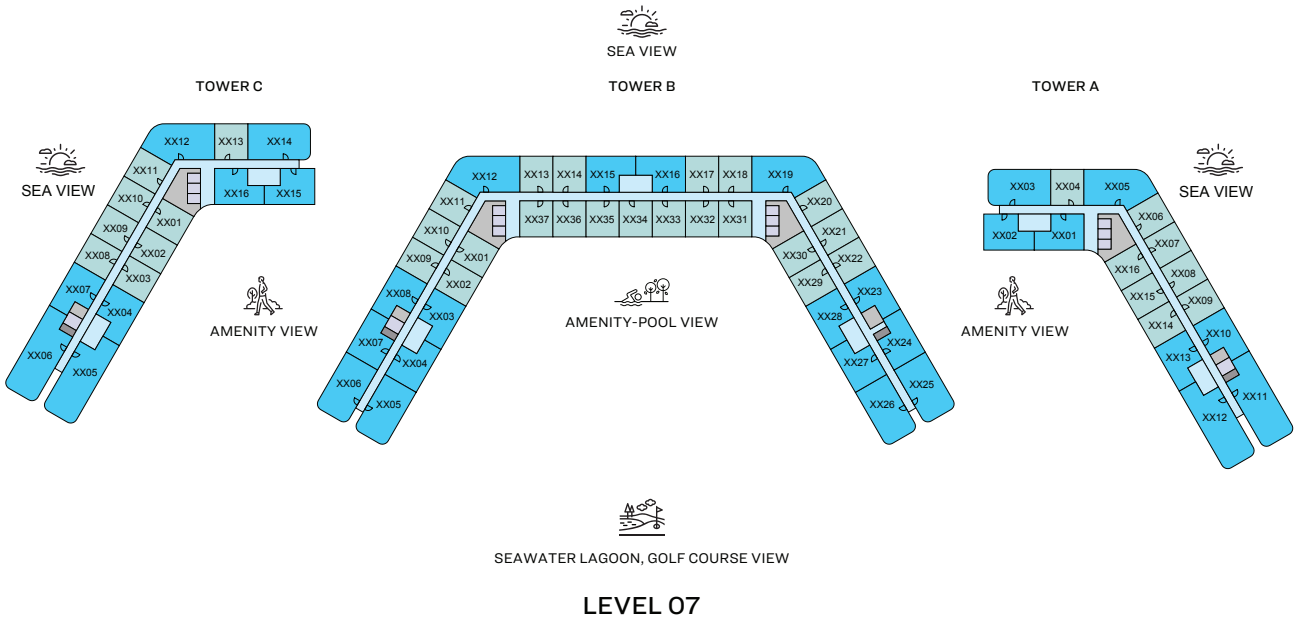 SEA VIEW
TOWER C
TOWER B
TOWER A
SEA VIEW
SEA VIEW
XX12
XX13
XX14
XX11
XX10
XX09
XX08
XX07
XX06
XX16
XX15
XX01
XX02
XX03
XX04
XX05
AMENITY VIEW
XX12
XX13
XX14
XX15
XX16
XX17
XX18
XX19
XX11
XX10
XX09
XX08
XX07
XX06
XX37
XX36
XX35
XX34
XX33
XX32
XX31
XX01
XX02
XX03
XX04
XX05
XX20
XX21
XX22
XX23
XX24
XX25
XX30
XX29
XX28
XX27
XX26
AMENITY-POOL VIEW
XX03
XX04
XX05
XX02
XX01
XX06
XX07
XX08
XX09
XX10
XX11
XX16
XX15
XX14
XX13
XX12
AMENITY VIEW
SEAWATER LAGOON, GOLF COURSE VIEW
LEVEL 07